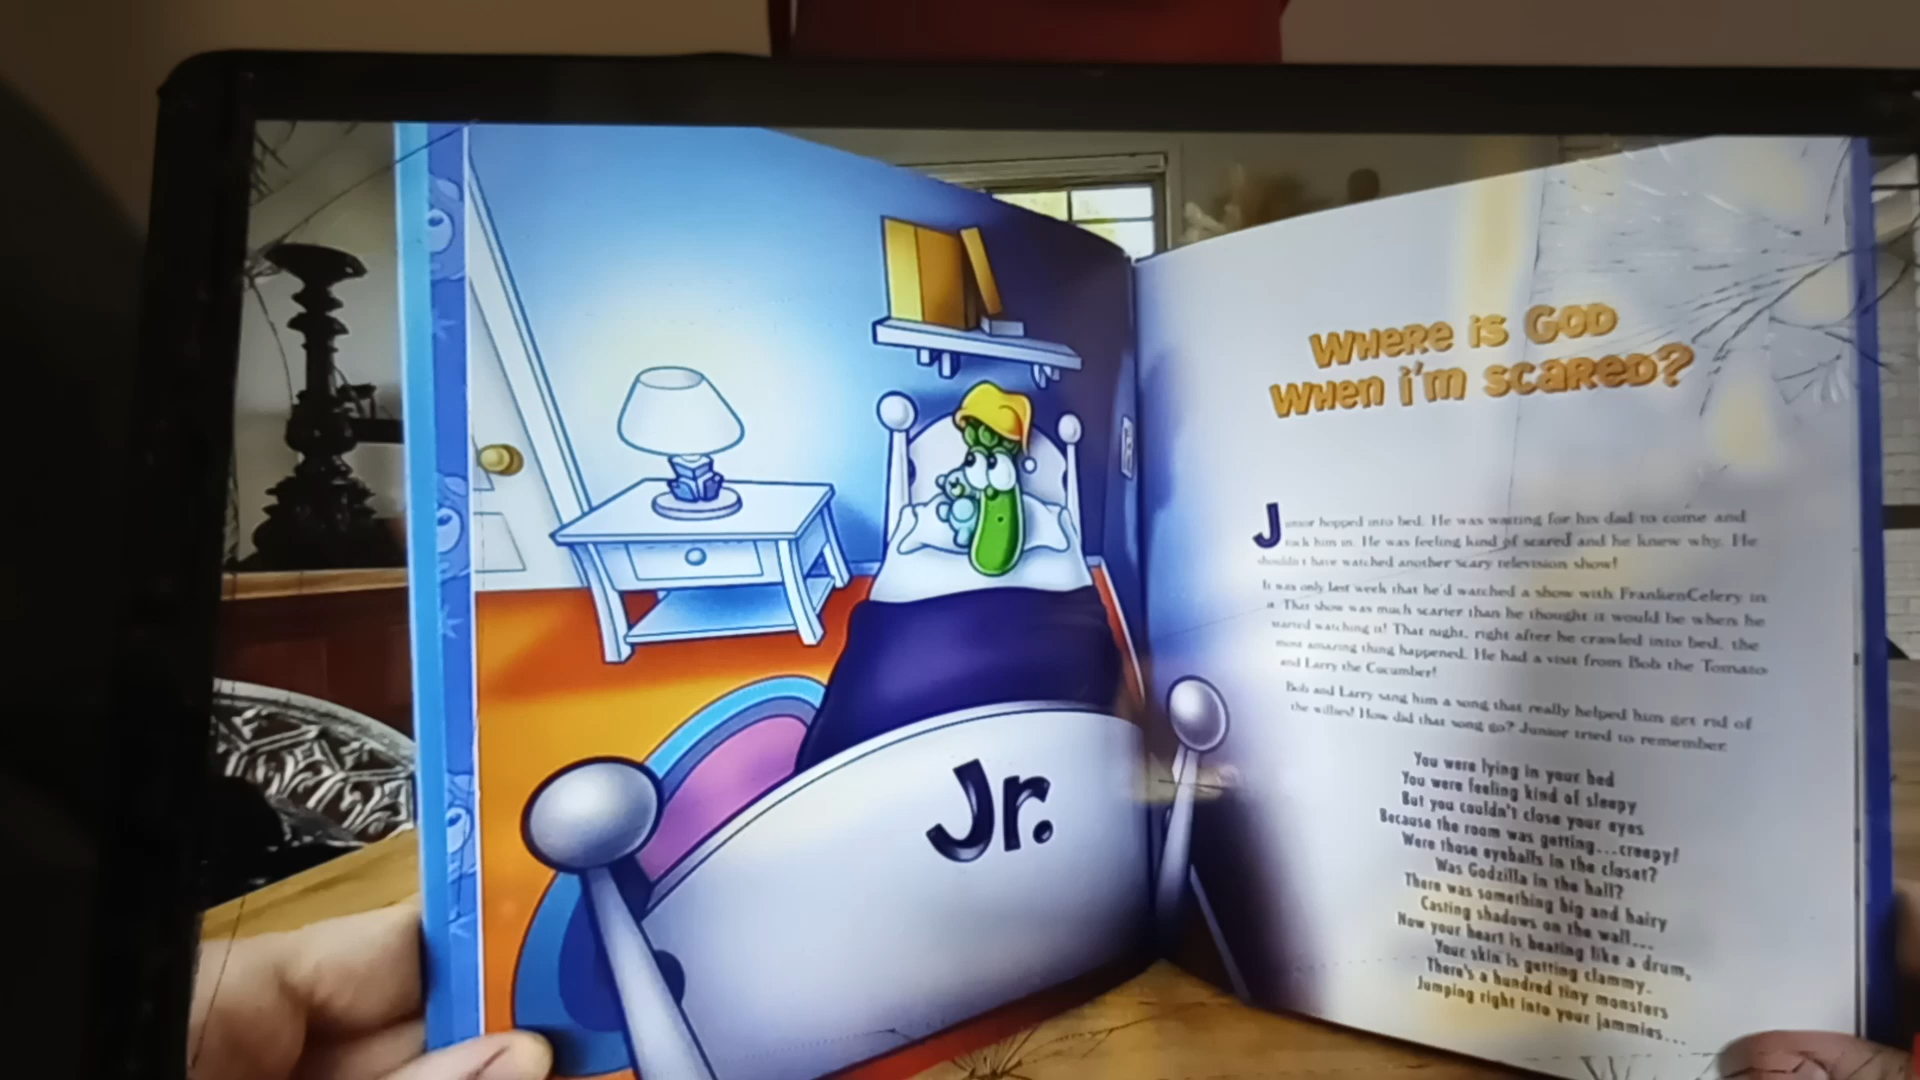 Jr.
Where is God
When i'm scared?
Junior hopped into bed. He was waiting for his dad to come and
tuck him in. He was feeling kind of scared and he knew why. He
shouldn't have watched another scary television show!
It was only last week that he'd watched a show with FrankenCelery in
it. That show was much scarier than he thought it would be when he
started watching it! That night, right after he crawled into bed, the
most amazing thing happened. He had a visit from Bob the Tomato
and Larry the Cucumber!
Bob and Larry sang him a song that really helped him get rid of
the willies! How did that song go? Junior tried to remember.
You were lying in your bed
You were feeling kind of sleepy
But you couldn't close your eyes
Because the room was getting...creepy!
Were those eyeballs in the closet?
Was Godzilla in the hall?
There was something big and hairy
Casting shadows on the wall...
Now your heart is beating like a drum,
Your skin is getting clammy.
There's a hundred tiny monsters
Jumping right into your jammies...